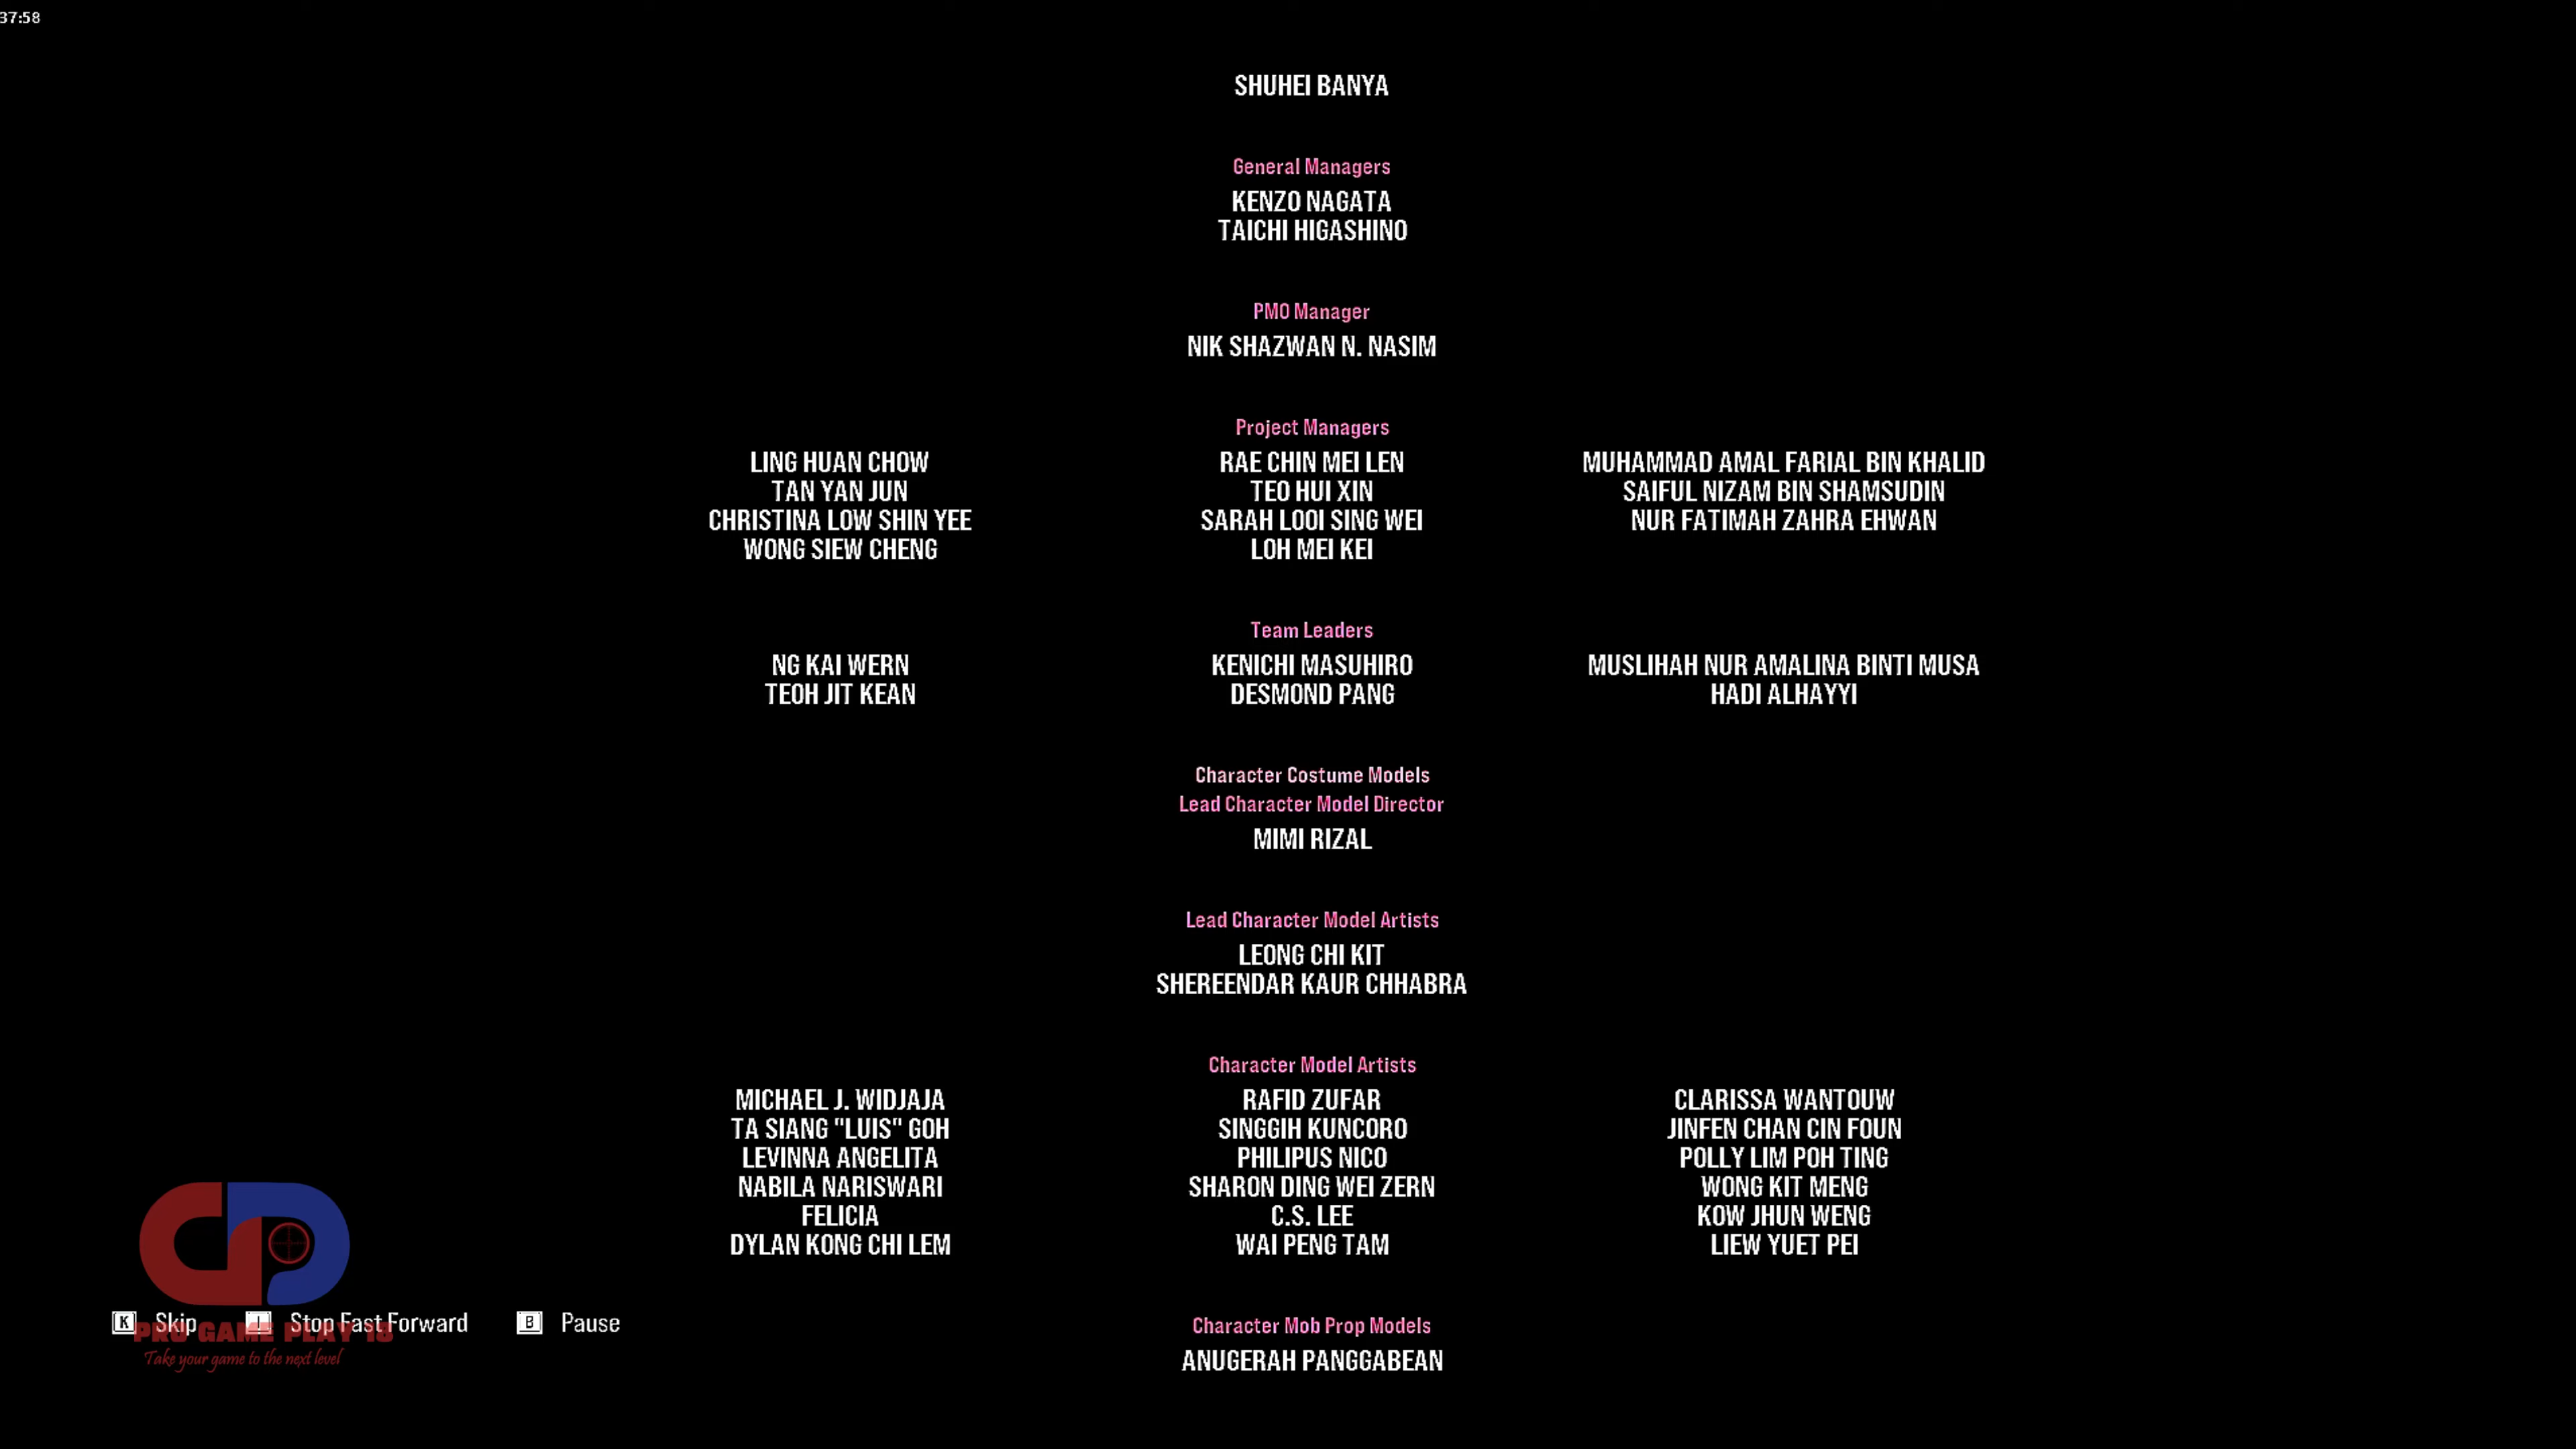 37:58
SHUHEI BANYA
General Managers
KENZO NAGATA
TAICHI HIGASHINO
PMO Manager
NIK SHAZWAN N. NASIM
Project Managers
LING HUAN CHOW RAE CHIN MEI LEN MUHAMMAD AMAL FARIAL BIN KHALID
TAN YAN JUN TEO HUI XIN SAIFUL NIZAM BIN SHAMSUDIN
CHRISTINA LOW SHIN YEE SARAH LOOI SING WEI NUR FATIMAH ZAHRA EHWAN
WONG SIEW CHENG LOH MEI KEI
Team Leaders
NG KAI WERN KENICHI MASUHIRO MUSLIHAH NUR AMALINA BINTI MUSA
TEOH JIT KEAN DESMOND PANG HADI ALHAYYI
Character Costume Models
Lead Character Model Director
MIMI RIZAL
Lead Character Model Artists
LEONG CHI KIT
SHEREENDAR KAUR CHHABRA
Character Model Artists
MICHAEL J. WIDJAJA RAFID ZUFAR CLARISSA WANTOUW
TA SIANG "LUIS" GOH SINGGIH KUNCORO JINFEN CHAN CIN FOUN
LEVINNA ANGELITA PHILIPUS NICO POLLY LIM POH TING
NABILA NARISWARI SHARON DING WEI ZERN WONG KIT MENG
FELICIA C.S. LEE KOW JHUN WENG
DYLAN KONG CHI LEM WAI PENG TAM LIEW YUET PEI
K Skip Stop Fast Forward B Pause
PRO GAME PLAY 18
Take your game to the next level
Character Mob Prop Models
ANUGERAH PANGGABEAN